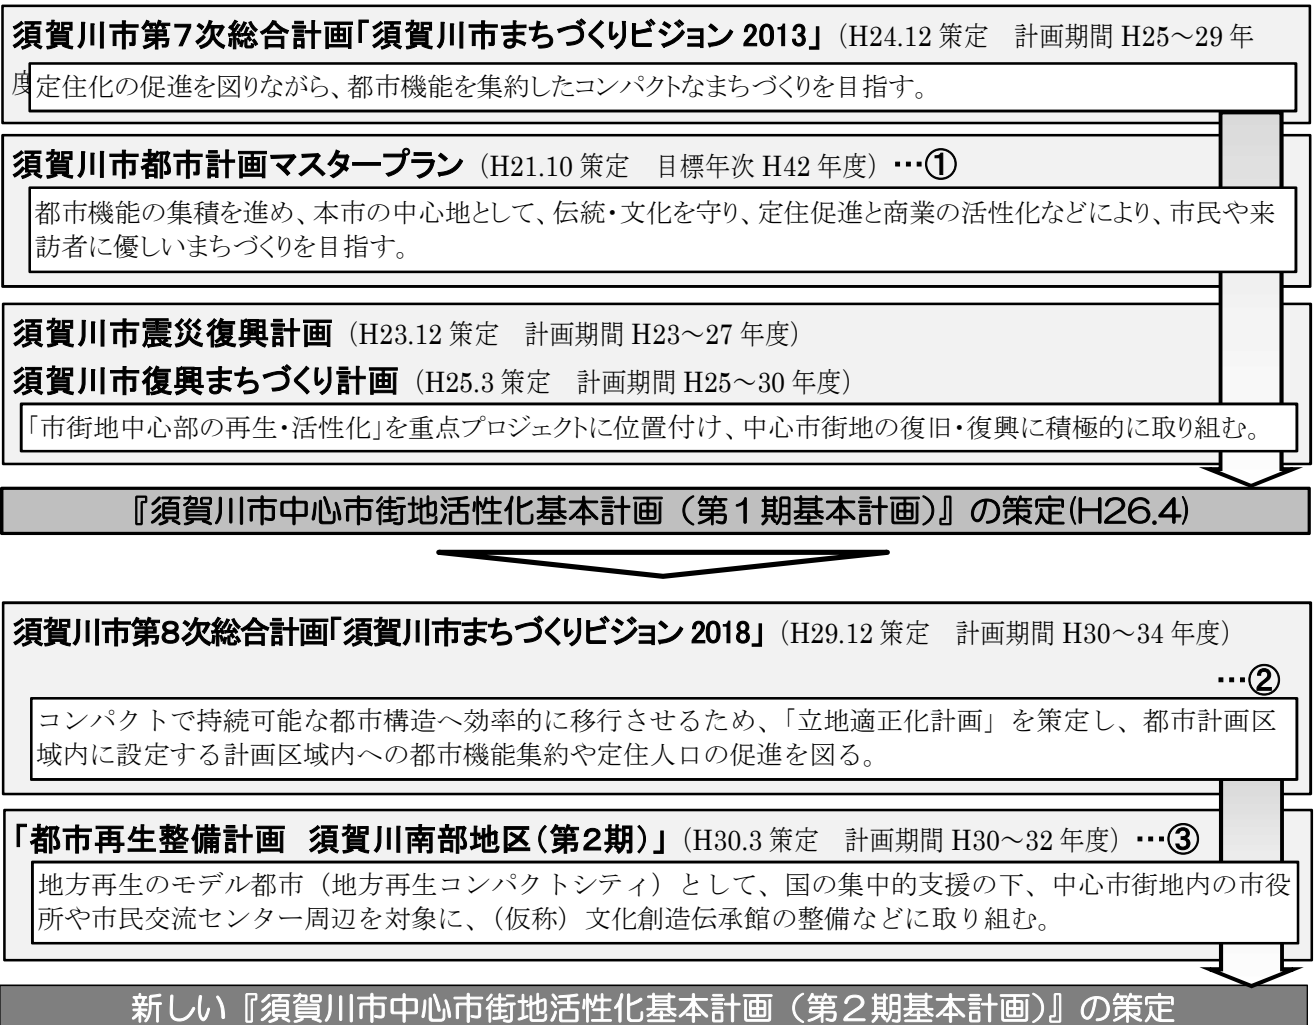 須賀川市第７次総合計画「須賀川市まちづくりビジョン 2013」（H24.12 策定　計画期間 H25～29 年
度
定住化の促進を図りながら、都市機能を集約したコンパクトなまちづくりを目指す。
須賀川市都市計画マスタープラン（H21.10 策定　目標年次 H42 年度）…①
都市機能の集積を進め、本市の中心地として、伝統・文化を守り、定住促進と商業の活性化などにより、市民や来
訪者に優しいまちづくりを目指す。
須賀川市震災復興計画（H23.12 策定　計画期間 H23～27 年度）
須賀川市復興まちづくり計画（H25.3 策定　計画期間 H25～30 年度）
「市街地中心部の再生・活性化」を重点プロジェクトに位置付け、中心市街地の復旧・復興に積極的に取り組む。
『須賀川市中心市街地活性化基本計画（第１期基本計画）』の策定(H26.4)
須賀川市第８次総合計画「須賀川市まちづくりビジョン 2018」（H29.12 策定　計画期間 H30～34 年度）
…②
コンパクトで持続可能な都市構造へ効率的に移行させるため、「立地適正化計画」を策定し、都市計画区
域内に設定する計画区域内への都市機能集約や定住人口の促進を図る。
「都市再生整備計画　須賀川南部地区（第２期）」（H30.3 策定　計画期間 H30～32 年度）…③
地方再生のモデル都市（地方再生コンパクトシティ）として、国の集中的支援の下、中心市街地内の市役
所や市民交流センター周辺を対象に、（仮称）文化創造伝承館の整備などに取り組む。
新しい『須賀川市中心市街地活性化基本計画（第２期基本計画）』の策定